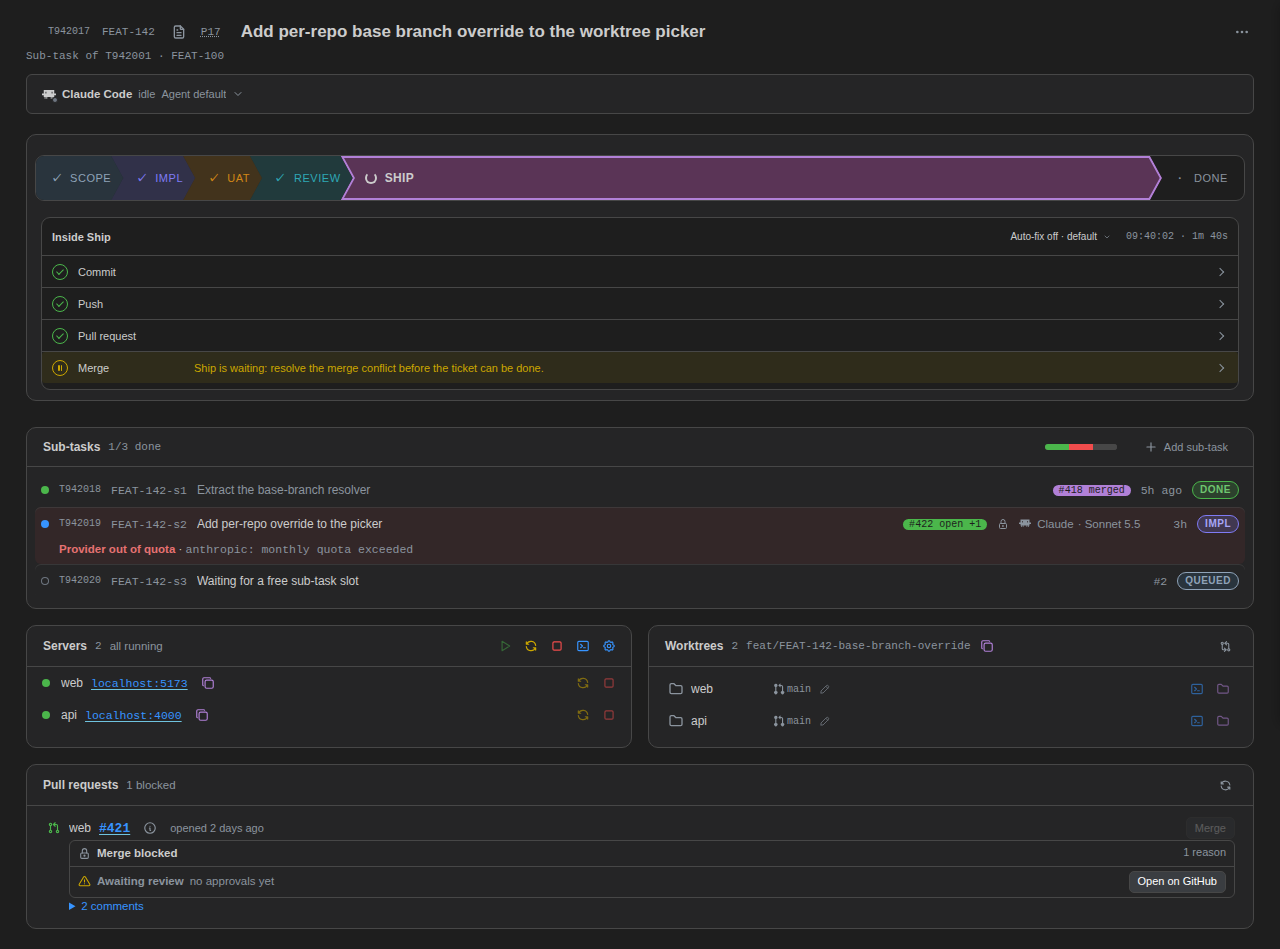 T942017 FEAT-142 P17 Add per-repo base branch override to the worktree picker
Sub-task of T942001 · FEAT-100
Claude Code idle Agent default
SCOPE IMPL UAT REVIEW SHIP DONE
Inside Ship Auto-fix off · default 09:40:02 · 1m 40s
Commit
Push
Pull request
Merge Ship is waiting: resolve the merge conflict before the ticket can be done.
Sub-tasks 1/3 done Add sub-task
T942018 FEAT-142-s1 Extract the base-branch resolver #418 merged 5h ago DONE
T942019 FEAT-142-s2 Add per-repo override to the picker #422 open +1 Claude · Sonnet 5.5 3h IMPL
Provider out of quota · anthropic: monthly quota exceeded
T942020 FEAT-142-s3 Waiting for a free sub-task slot #2 QUEUED
Servers 2 all running
web localhost:5173
api localhost:4000
Worktrees 2 feat/FEAT-142-base-branch-override
web main
api main
Pull requests 1 blocked
web #421 opened 2 days ago Merge
Merge blocked 1 reason
Awaiting review no approvals yet Open on GitHub
2 comments